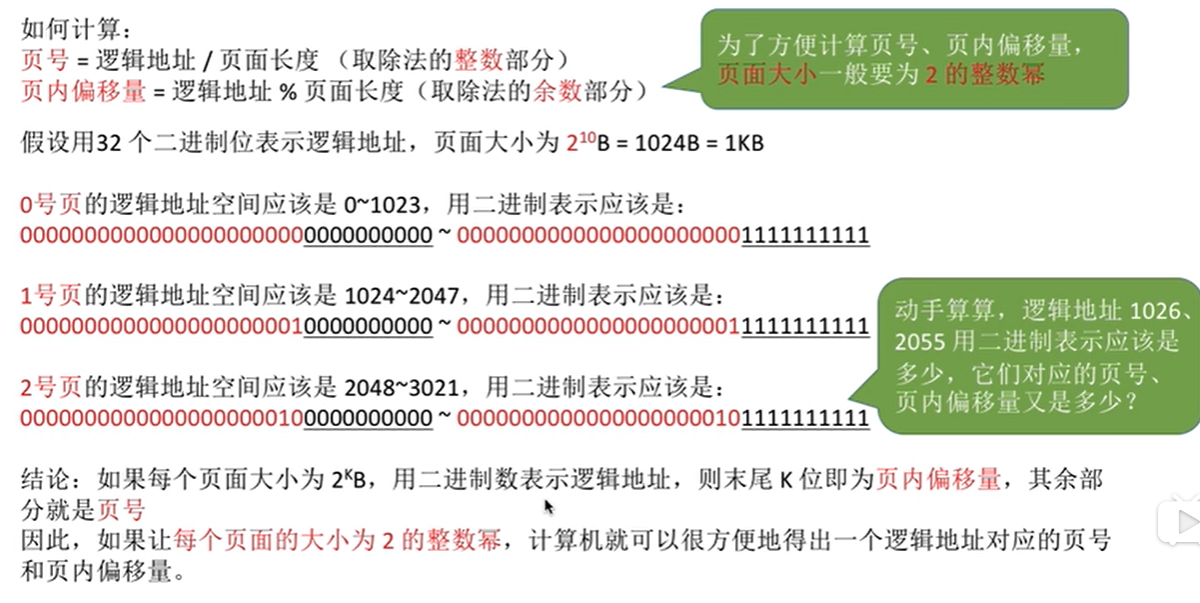 如何计算：
页号 = 逻辑地址 / 页面长度 （取除法的整数部分）
页内偏移量 = 逻辑地址 % 页面长度（取除法的余数部分）
为了方便计算页号、页内偏移量，
页面大小一般要为 2 的整数幂
假设用32 个二进制位表示逻辑地址，页面大小为 2¹⁰B = 1024B = 1KB
0号页的逻辑地址空间应该是 0~1023，用二进制表示应该是：
00000000000000000000000000000000 ~ 00000000000000000000001111111111
1号页的逻辑地址空间应该是 1024~2047，用二进制表示应该是：
00000000000000000000010000000000 ~ 00000000000000000000011111111111
2号页的逻辑地址空间应该是 2048~3021，用二进制表示应该是：
00000000000000000000100000000000 ~ 00000000000000000000101111111111
动手算算，逻辑地址 1026、
2055 用二进制表示应该是
多少，它们对应的页号、
页内偏移量又是多少？
结论：如果每个页面大小为 2ᴷB，用二进制数表示逻辑地址，则末尾 K 位即为页内偏移量，其余部
分就是页号
因此，如果让每个页面的大小为 2 的整数幂，计算机就可以很方便地得出一个逻辑地址对应的页号
和页内偏移量。